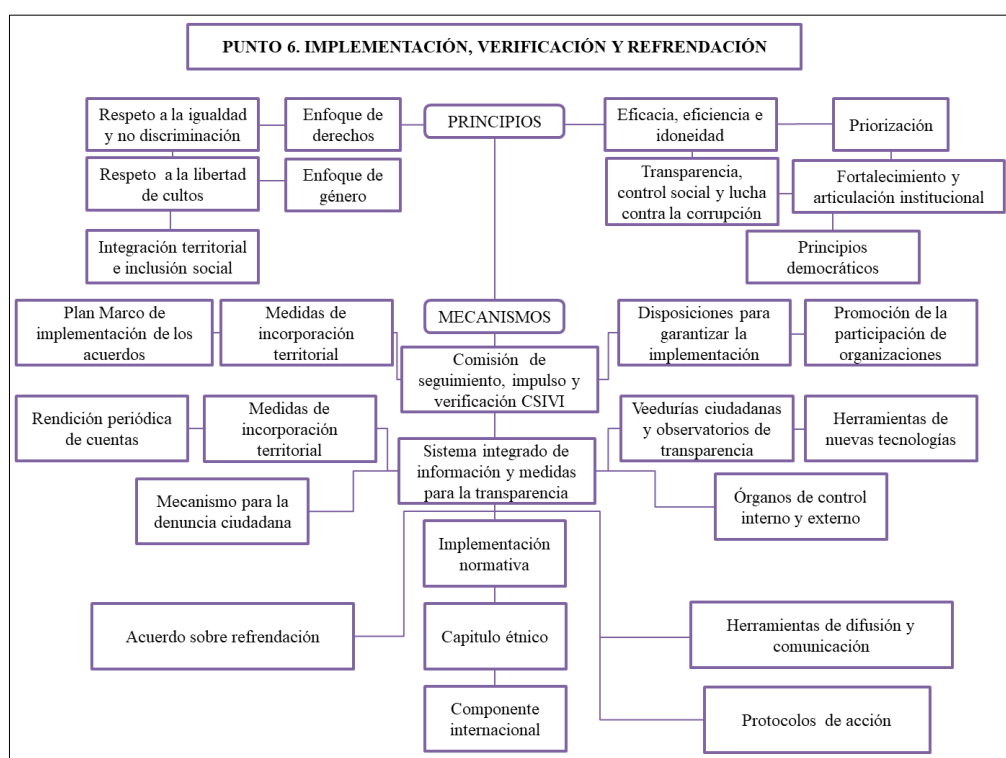 PUNTO 6. IMPLEMENTACIÓN, VERIFICACIÓN Y REFRENDACIÓN
Respeto a la igualdad
y no discriminación
Enfoque de
derechos
PRINCIPIOS
Eficacia, eficiencia e
idoneidad
Priorización
Respeto a la libertad
de cultos
Enfoque de
género
Transparencia,
control social y lucha
contra la corrupción
Fortalecimiento y
articulación institucional
Integración territorial
e inclusión social
Principios
democráticos
Plan Marco de
implementación de los
acuerdos
Medidas de
incorporación
territorial
MECANISMOS
Disposiciones para
garantizar la
implementación
Promoción de la
participación de
organizaciones
Comisión de
seguimiento, impulso y
verificación CSIVI
Rendición periódica
de cuentas
Medidas de
incorporación
territorial
Sistema integrado de
información y medidas
para la transparencia
Veedurías ciudadanas
y observatorios de
transparencia
Herramientas de
nuevas tecnologías
Mecanismo para la
denuncia ciudadana
Órganos de control
interno y externo
Implementación
normativa
Acuerdo sobre refrendación
Capitulo étnico
Herramientas de difusión y
comunicación
Componente
internacional
Protocolos de acción